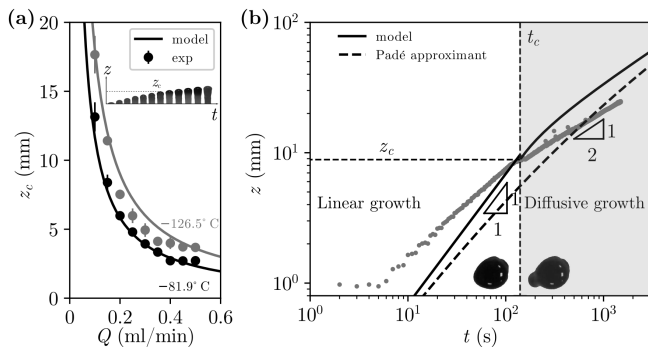 (a)
20
15
10
5
0
z_c (mm)
model
exp
z
z_c
t
−126.5°C
−81.9°C
0.0
0.2
0.4
0.6
Q (ml/min)
(b)
10^2
10^1
10^0
z (mm)
model
Padé approximant
t_c
z_c
1
2
1
1
Linear growth
Diffusive growth
10^0
10^1
10^2
10^3
t (s)